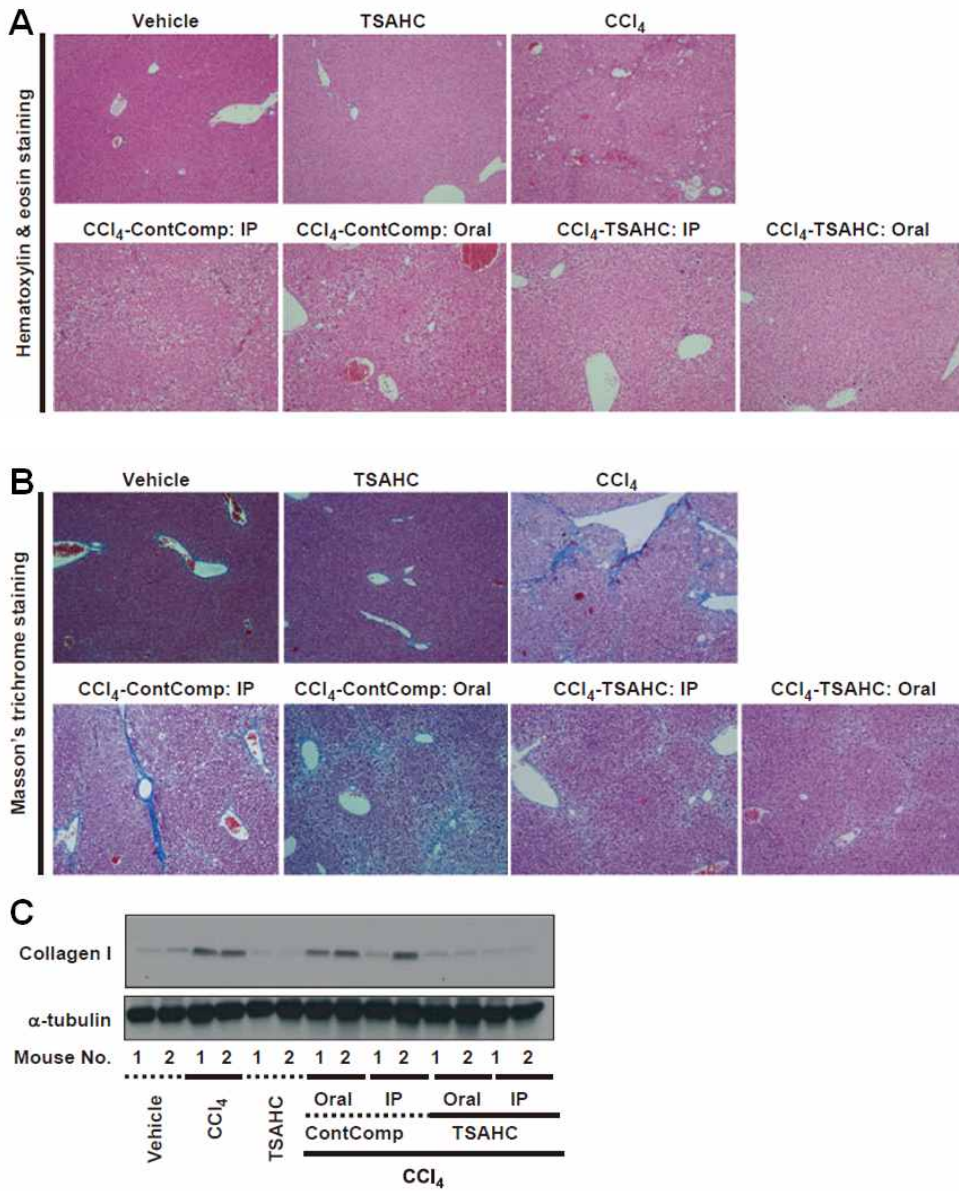 A
Vehicle TSAHC CCl₄
Hematoxylin & eosin staining
CCl₄-ContComp: IP CCl₄-ContComp: Oral CCl₄-TSAHC: IP CCl₄-TSAHC: Oral
B
Vehicle TSAHC CCl₄
Masson's trichrome staining
CCl₄-ContComp: IP CCl₄-ContComp: Oral CCl₄-TSAHC: IP CCl₄-TSAHC: Oral
C
Collagen I
α-tubulin
Mouse No. 1 2 1 2 1 2 1 2 1 2 1 2 1 2
Vehicle CCl₄ TSAHC
Oral IP Oral IP
ContComp TSAHC
CCl₄